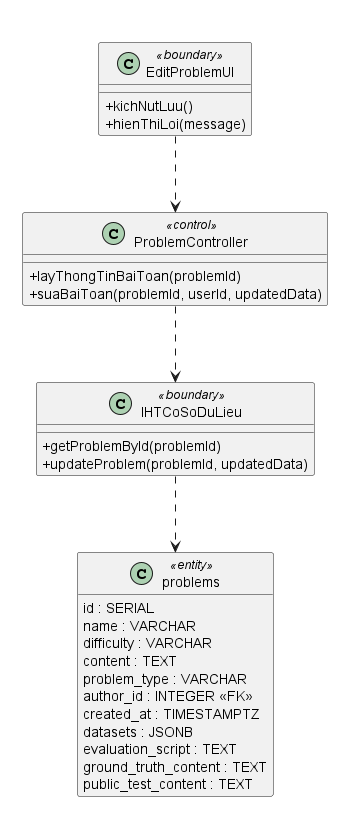 C
«boundary»
EditProblemUI
+kichNutLuu()
+hienThiLoi(message)
C
«control»
ProblemController
+layThongTinBaiToan(problemId)
+suaBaiToan(problemId, userId, updatedData)
C
«boundary»
IHTCoSoDuLieu
+getProblemById(problemId)
+updateProblem(problemId, updatedData)
C
«entity»
problems
id : SERIAL
name : VARCHAR
difficulty : VARCHAR
content : TEXT
problem_type : VARCHAR
author_id : INTEGER «FK»
created_at : TIMESTAMPTZ
datasets : JSONB
evaluation_script : TEXT
ground_truth_content : TEXT
public_test_content : TEXT